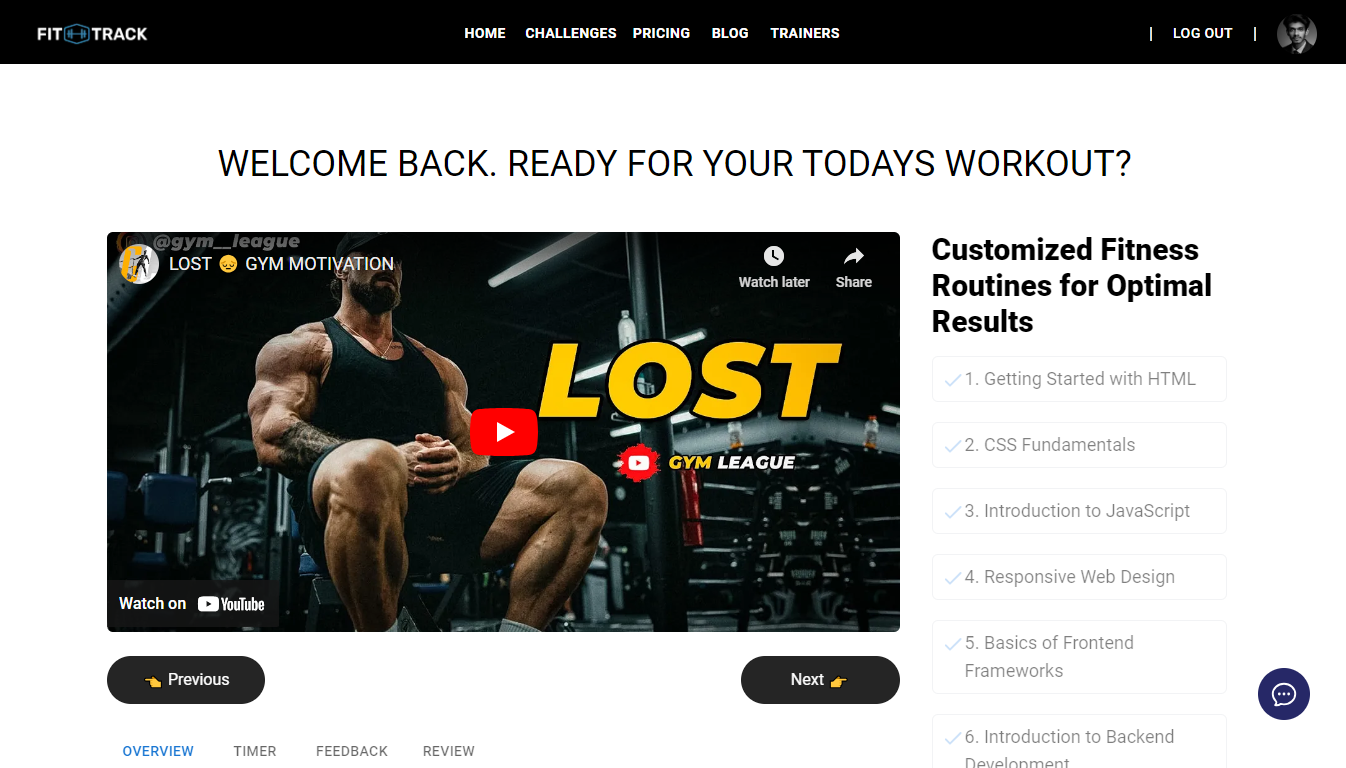 FIT TRACK
HOME CHALLENGES PRICING BLOG TRAINERS
| LOG OUT |
WELCOME BACK. READY FOR YOUR TODAYS WORKOUT?
@gym__league
LOST 😔 GYM MOTIVATION
Watch later
Share
LOST
GYM LEAGUE
Watch on YouTube
👈 Previous
Next 👉
OVERVIEW TIMER FEEDBACK REVIEW
Customized Fitness
Routines for Optimal
Results
1. Getting Started with HTML
2. CSS Fundamentals
3. Introduction to JavaScript
4. Responsive Web Design
5. Basics of Frontend
Frameworks
6. Introduction to Backend
Development